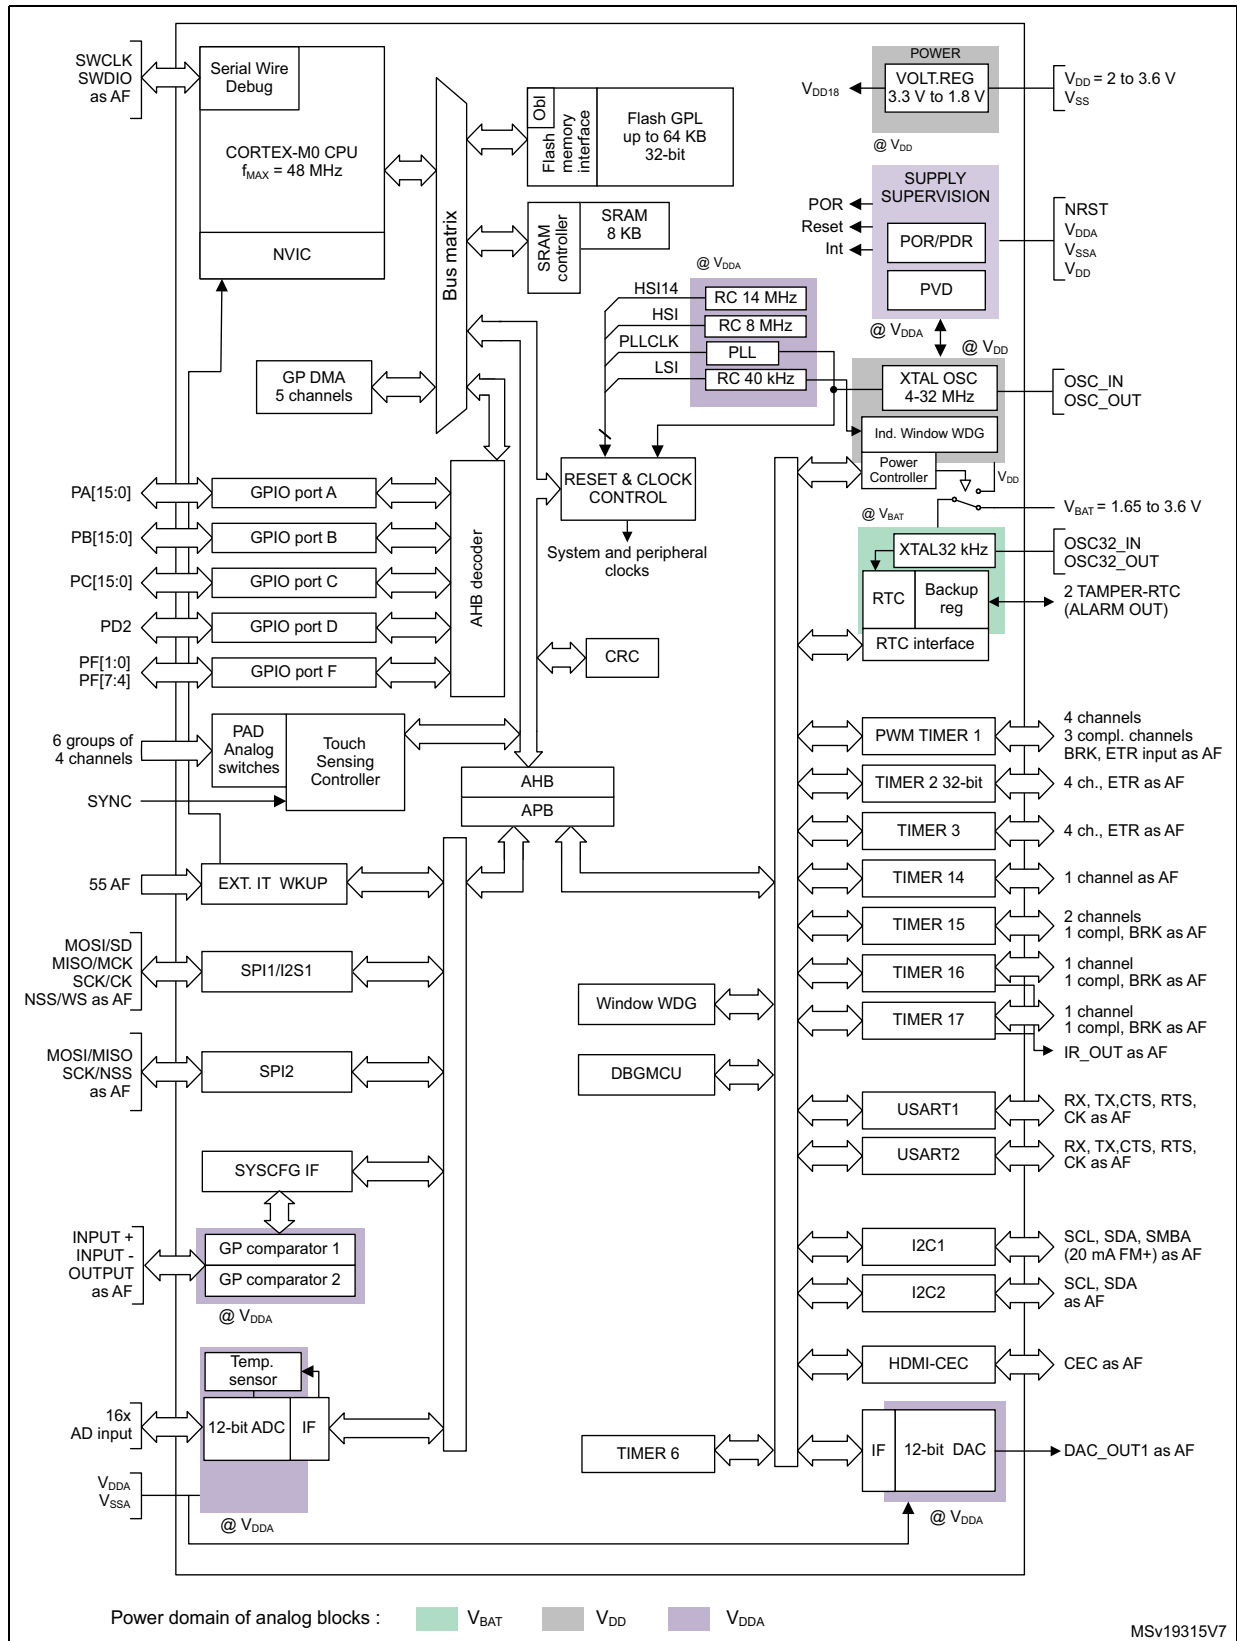 SWCLK
SWDIO
as AF
Serial Wire
Debug
CORTEX-M0 CPU
fMAX = 48 MHz
NVIC
Bus matrix
Obl
Flash
memory
interface
Flash GPL
up to 64 KB
32-bit
SRAM
controller
SRAM
8 KB
POWER
VOLT.REG
3.3 V to 1.8 V
VDD18
VDD = 2 to 3.6 V
VSS
@ VDD
SUPPLY
SUPERVISION
POR
Reset
Int
POR/PDR
PVD
NRST
VDDA
VSSA
VDD
@ VDDA
@ VDDA
HSI14
HSI
PLLCLK
LSI
RC 14 MHz
RC 8 MHz
PLL
RC 40 kHz
@ VDD
XTAL OSC
4-32 MHz
OSC_IN
OSC_OUT
Ind. Window WDG
Power
Controller
VDD
VBAT = 1.65 to 3.6 V
@ VBAT
XTAL32 kHz
OSC32_IN
OSC32_OUT
RTC
Backup
reg
2 TAMPER-RTC
(ALARM OUT)
RTC interface
GP DMA
5 channels
RESET & CLOCK
CONTROL
System and peripheral
clocks
PA[15:0]
GPIO port A
PB[15:0]
GPIO port B
PC[15:0]
GPIO port C
PD2
GPIO port D
PF[1:0]
PF[7:4]
GPIO port F
AHB decoder
CRC
6 groups of
4 channels
SYNC
PAD
Analog
switches
Touch
Sensing
Controller
AHB
APB
55 AF
EXT. IT WKUP
MOSI/SD
MISO/MCK
SCK/CK
NSS/WS as AF
SPI1/I2S1
MOSI/MISO
SCK/NSS
as AF
SPI2
SYSCFG IF
INPUT +
INPUT -
OUTPUT
as AF
GP comparator 1
GP comparator 2
@ VDDA
Temp.
sensor
16x
AD input
12-bit ADC
IF
VDDA
VSSA
@ VDDA
Window WDG
DBGMCU
TIMER 6
PWM TIMER 1
4 channels
3 compl. channels
BRK, ETR input as AF
TIMER 2 32-bit
4 ch., ETR as AF
TIMER 3
4 ch., ETR as AF
TIMER 14
1 channel as AF
TIMER 15
2 channels
1 compl, BRK as AF
TIMER 16
1 channel
1 compl, BRK as AF
TIMER 17
1 channel
1 compl, BRK as AF
IR_OUT as AF
USART1
RX, TX,CTS, RTS,
CK as AF
USART2
RX, TX,CTS, RTS,
CK as AF
I2C1
SCL, SDA, SMBA
(20 mA FM+) as AF
I2C2
SCL, SDA
as AF
HDMI-CEC
CEC as AF
IF
12-bit DAC
DAC_OUT1 as AF
@ VDDA
Power domain of analog blocks :
VBAT
VDD
VDDA
MSv19315V7